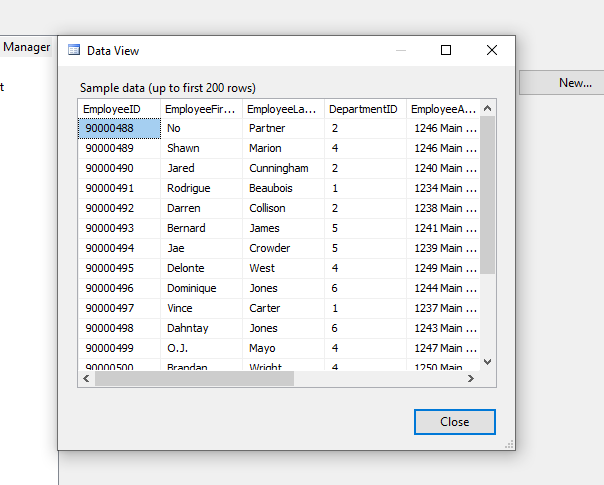 Manager
Data View
t
New...
Sample data (up to first 200 rows)
EmployeeID EmployeeFir... EmployeeLa... DepartmentID EmployeeA...
90000488 No Partner 2 1246 Main ...
90000489 Shawn Marion 4 1246 Main ...
90000490 Jared Cunningham 2 1240 Main ...
90000491 Rodrigue Beaubois 1 1234 Main ...
90000492 Darren Collison 2 1238 Main ...
90000493 Bernard James 5 1241 Main ...
90000494 Jae Crowder 5 1239 Main ...
90000495 Delonte West 4 1249 Main ...
90000496 Dominique Jones 6 1244 Main ...
90000497 Vince Carter 1 1237 Main ...
90000498 Dahntay Jones 6 1243 Main ...
90000499 O.J. Mayo 4 1247 Main ...
90000500 Brandan Wright 4 1250 Main ...
Close